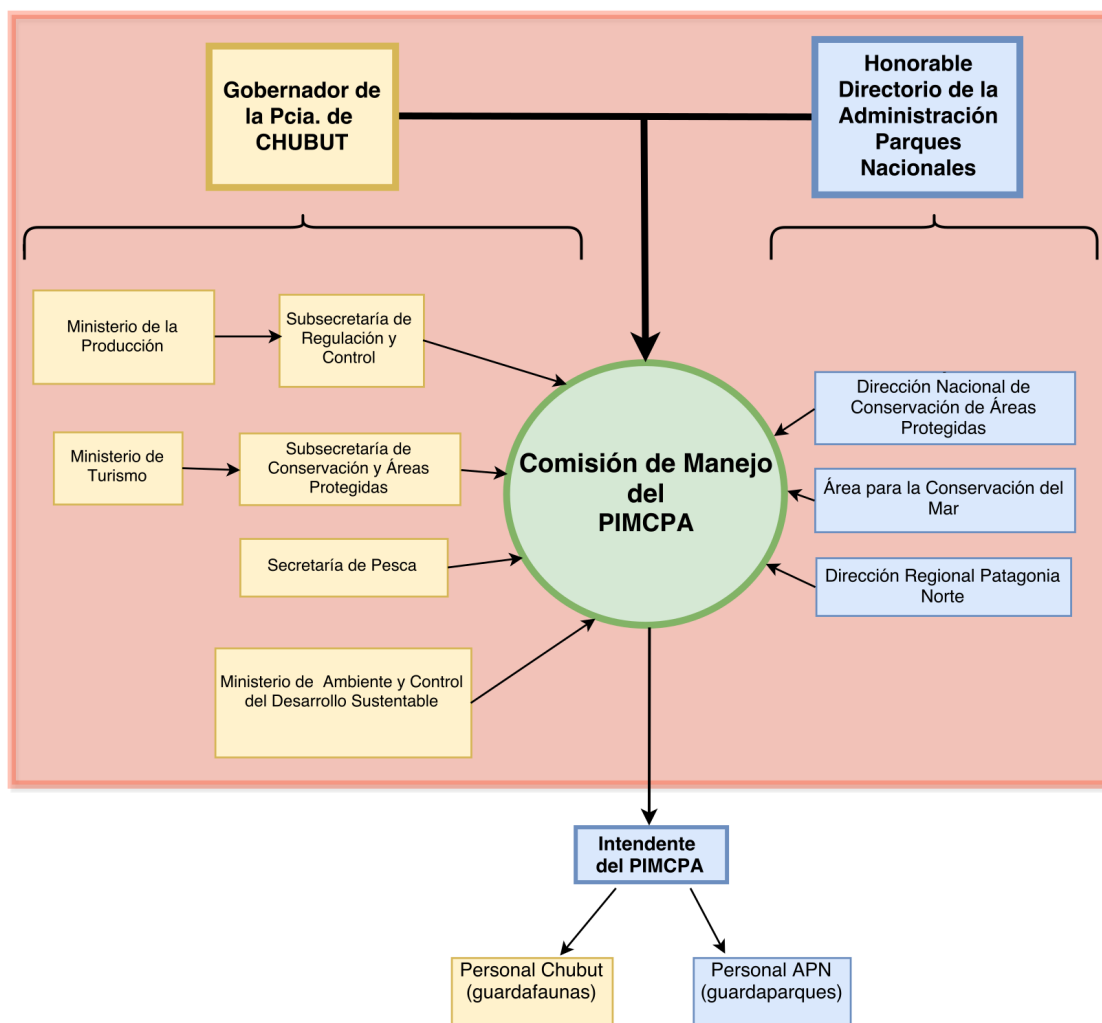 Gobernador de
la Pcia. de
CHUBUT
Honorable
Directorio de la
Administración
Parques
Nacionales
Ministerio de la
Producción
Subsecretaría de
Regulación y
Control
Ministerio de
Turismo
Subsecretaría de
Conservación y Áreas
Protegidas
Secretaría de Pesca
Ministerio de  Ambiente y Control
del Desarrollo Sustentable
Comisión de Manejo
del
PIMCPA
Dirección Nacional de
Conservación de Áreas
Protegidas
Área para la Conservación del
Mar
Dirección Regional Patagonia
Norte
Intendente
del PIMCPA
Personal Chubut
(guardafaunas)
Personal APN
(guardaparques)